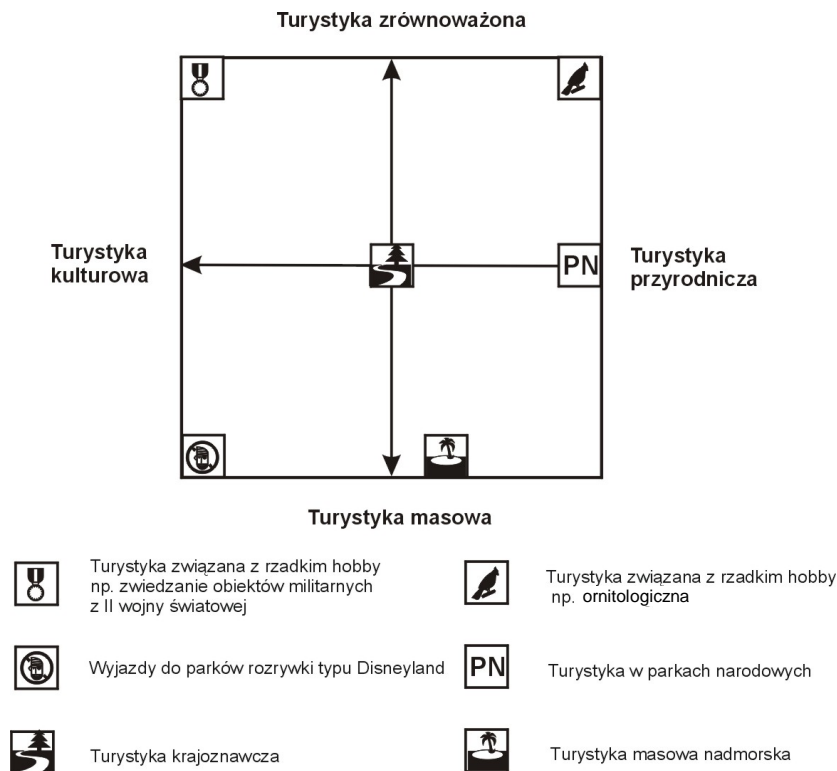 Turystyka zrównoważona
Turystyka
kulturowa
PN
Turystyka
przyrodnicza
Turystyka masowa
Turystyka związana z rzadkim hobby
np. zwiedzanie obiektów militarnych
z II wojny światowej
Turystyka związana z rzadkim hobby
np. ornitologiczna
Wyjazdy do parków rozrywki typu Disneyland
PN
Turystyka w parkach narodowych
Turystyka krajoznawcza
Turystyka masowa nadmorska